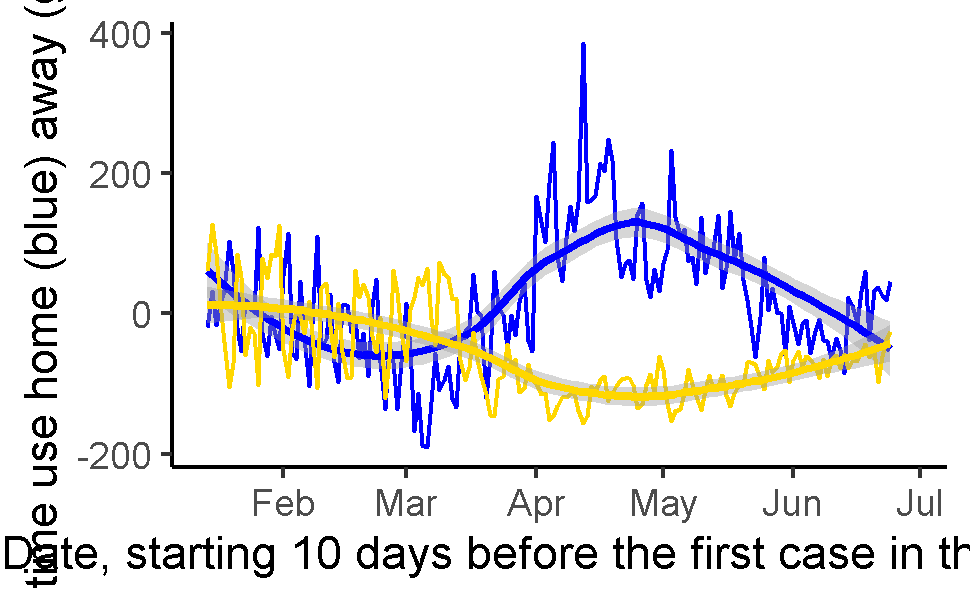 time use home (blue) away (
400
200
0
-200
Feb Mar Apr May Jun Jul
Date, starting 10 days before the first case in th